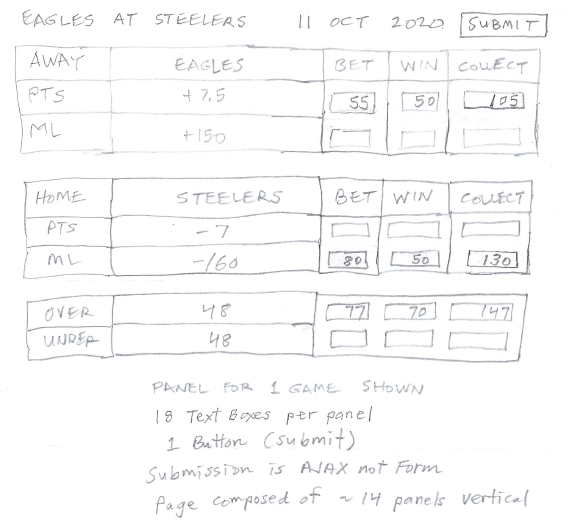 EAGLES AT STEELERS 11 OCT 2020 SUBMIT
AWAY EAGLES BET WIN COLLECT
PTS +7.5 55 50 105
ML +150
HOME STEELERS BET WIN COLLECT
PTS -7
ML -160 80 50 130
OVER 48 77 70 147
UNDER 48
PANEL FOR 1 GAME SHOWN
18 Text Boxes per panel
1 Button (submit)
Submission is AJAX not Form
Page composed of ~ 14 panels vertical